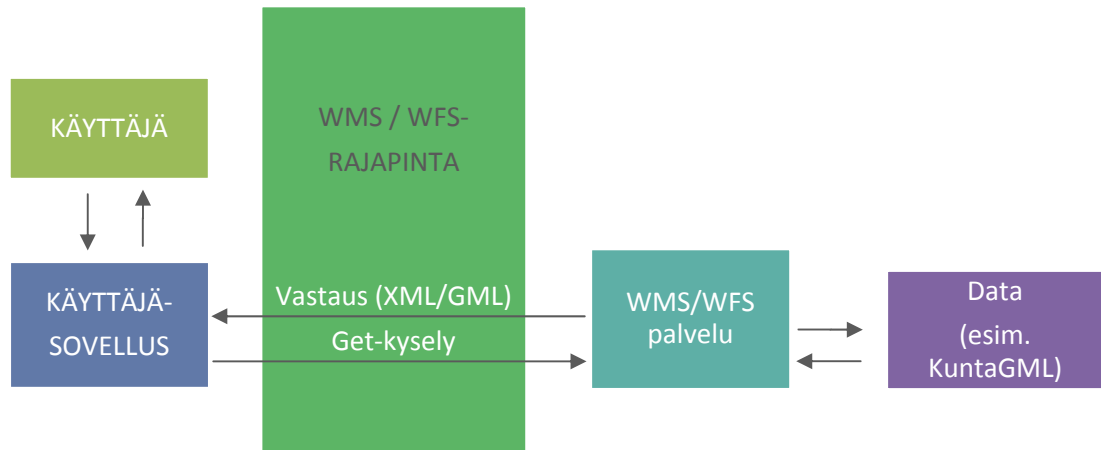 KÄYTTÄJÄ
WMS / WFS-
RAJAPINTA
KÄYTTÄJÄ-
SOVELLUS
Vastaus (XML/GML)
Get-kysely
WMS/WFS
palvelu
Data
(esim.
KuntaGML)